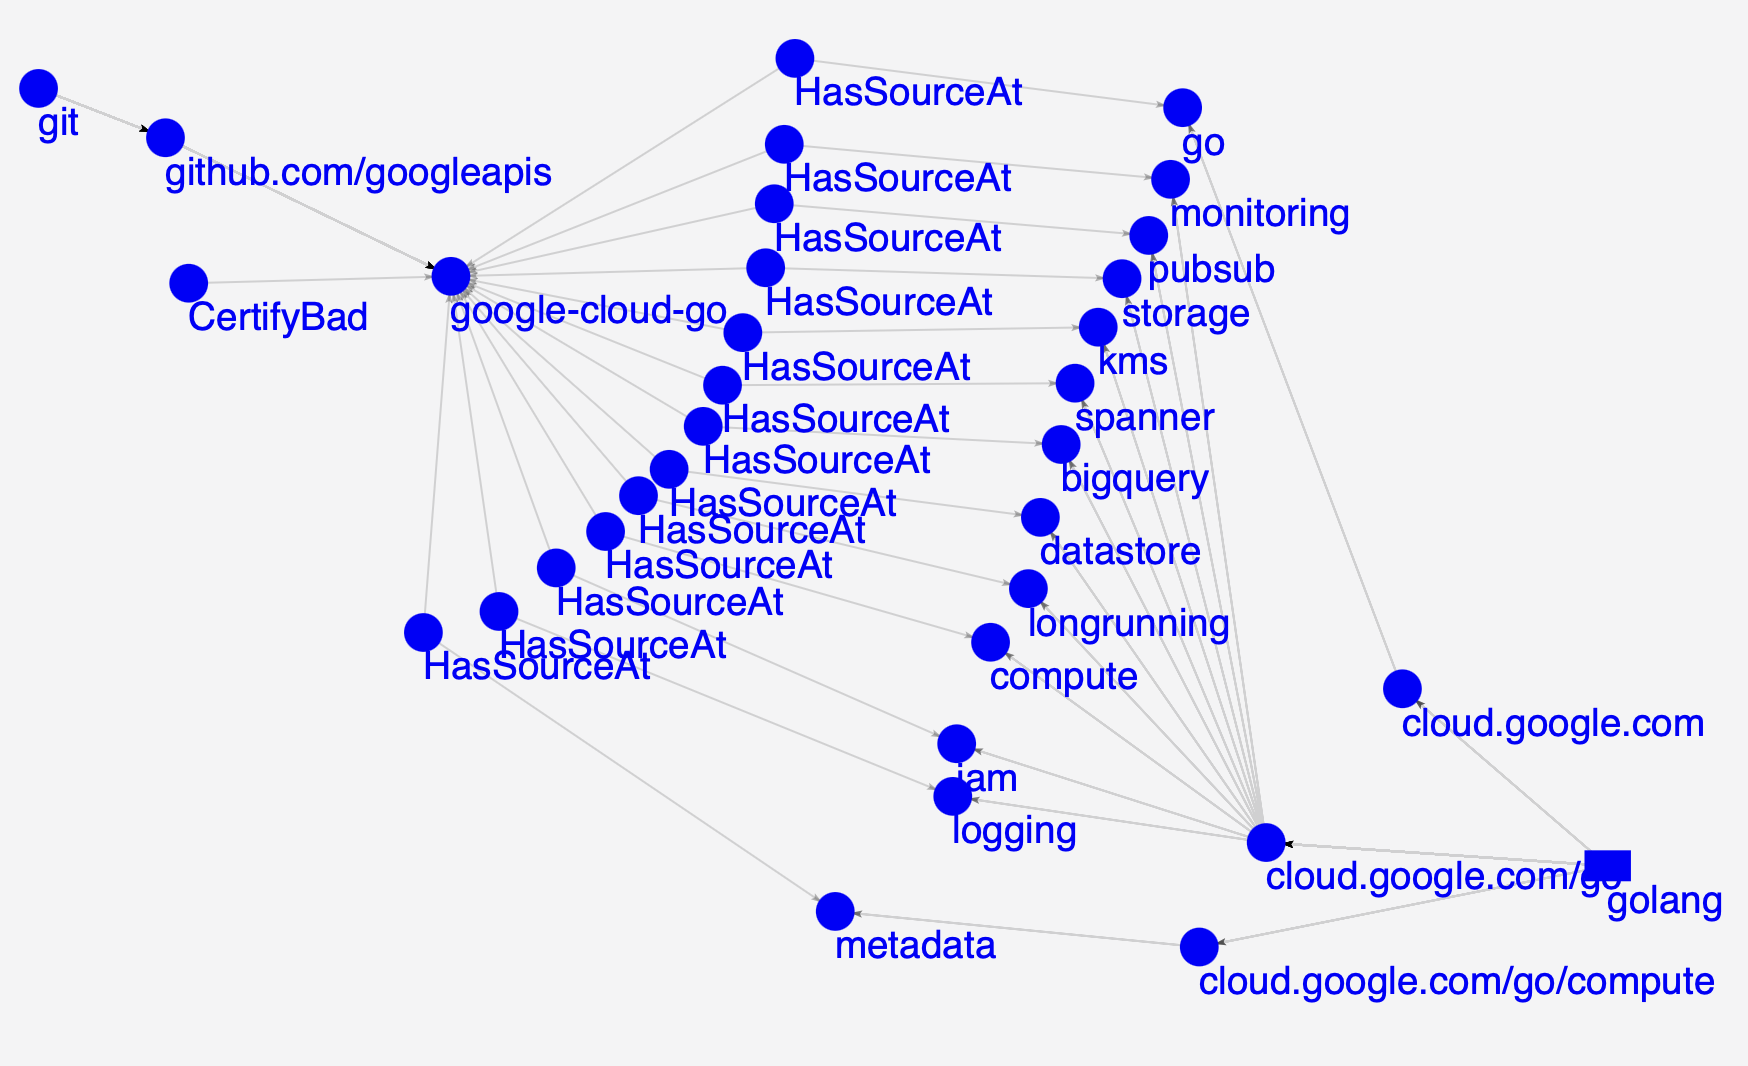 HasSourceAt
git
go
github.com/googleapis
HasSourceAt
monitoring
HasSourceAt
pubsub
CertifyBad
google-cloud-go
HasSourceAt
storage
HasSourceAt
kms
HasSourceAt
spanner
HasSourceAt
bigquery
HasSourceAt
HasSourceAt
datastore
HasSourceAt
HasSourceAt
longrunning
HasSourceAt
HasSourceAt
compute
cloud.google.com
iam
logging
cloud.google.com/go
golang
metadata
cloud.google.com/go/compute